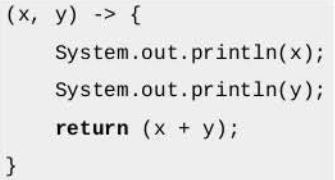 (x, y) -> {
    System.out.println(x);
    System.out.println(y);
    return (x + y);
}